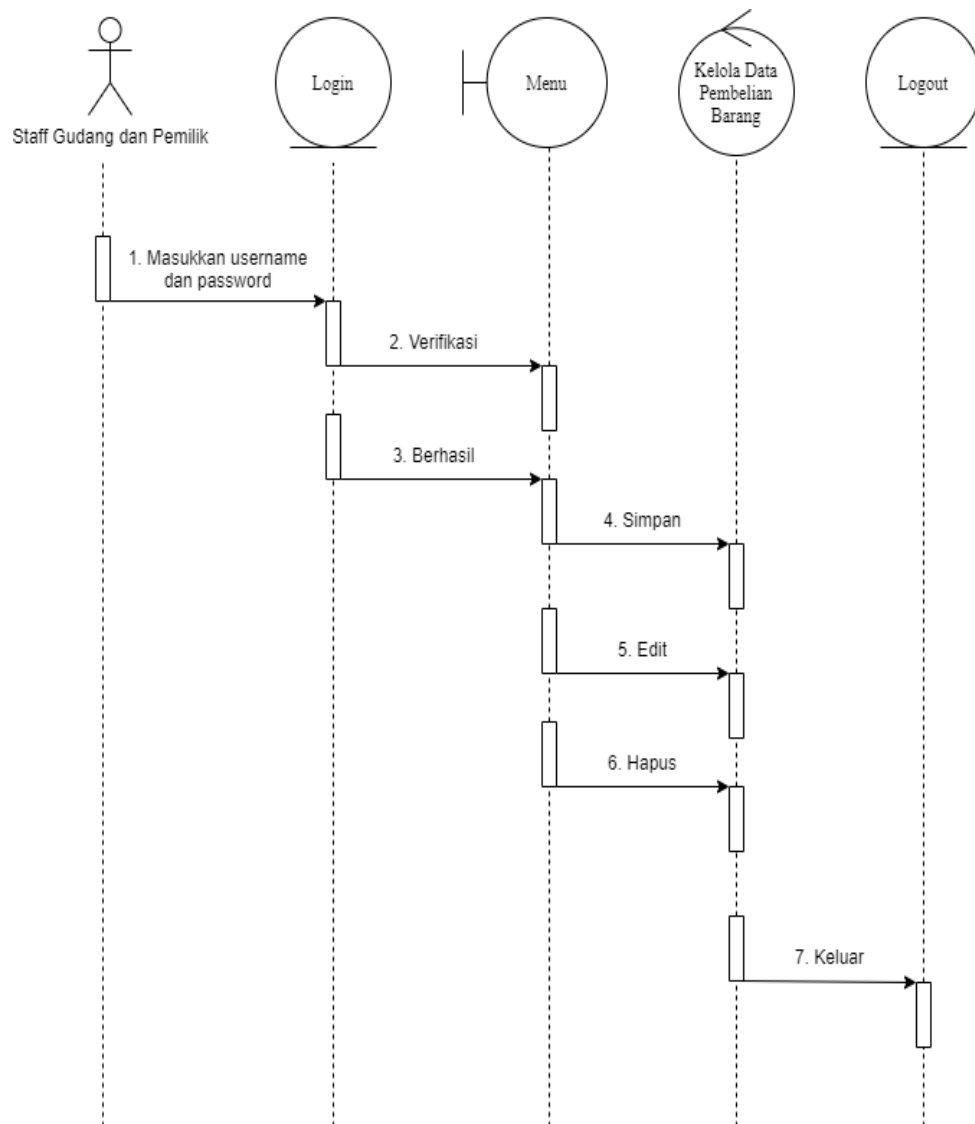 Login
Menu
Kelola Data
Pembelian
Barang
Logout
Staff Gudang dan Pemilik
1. Masukkan username
dan password
2. Verifikasi
3. Berhasil
4. Simpan
5. Edit
6. Hapus
7. Keluar